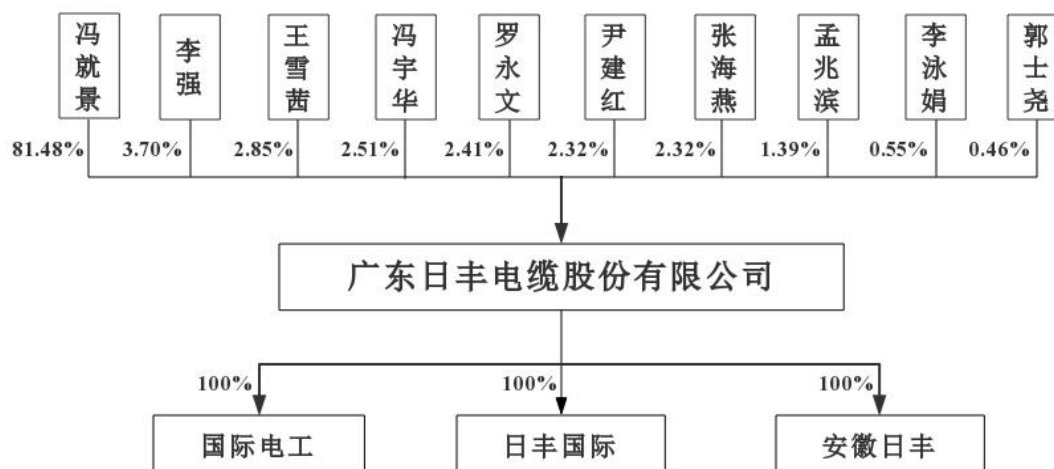 冯就景
李强
王雪茜
冯宇华
罗永文
尹建红
张海燕
孟兆滨
李泳娟
郭士尧
81.48%
3.70%
2.85%
2.51%
2.41%
2.32%
2.32%
1.39%
0.55%
0.46%
广东日丰电缆股份有限公司
100%
100%
100%
国际电工
日丰国际
安徽日丰